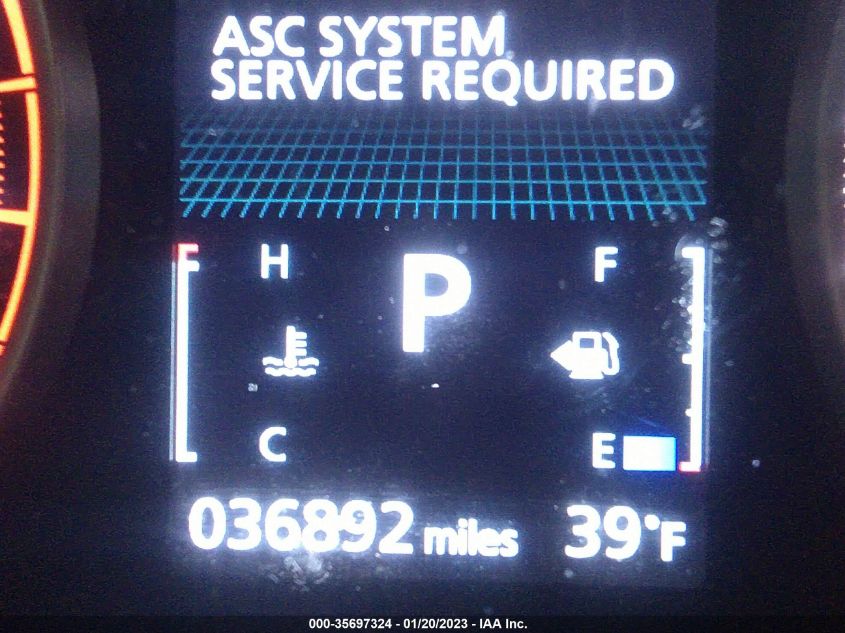 ASC SYSTEM
SERVICE REQUIRED
H P F
C E
036892 miles 39°F
000-35697324 - 01/20/2023 - IAA Inc.